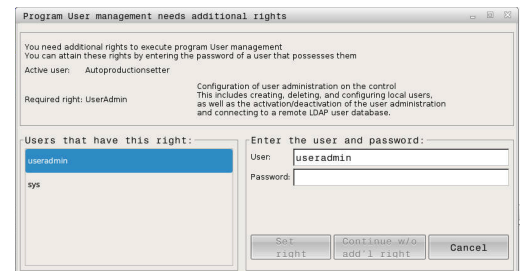 Program User management needs additional rights
You need additional rights to execute program User management
You can attain these rights by entering the password of a user that possesses them
Active user: Autoproductionsetter
Required right: UserAdmin
Configuration of user administration on the control
This includes creating, deleting, and configuring local users,
as well as the activation/deactivation of the user administration
and connecting to a remote LDAP user database.
Users that have this right:
useradmin
sys
Enter the user and password:
User: useradmin
Password:
Set
right
Continue w/o
add'l right
Cancel